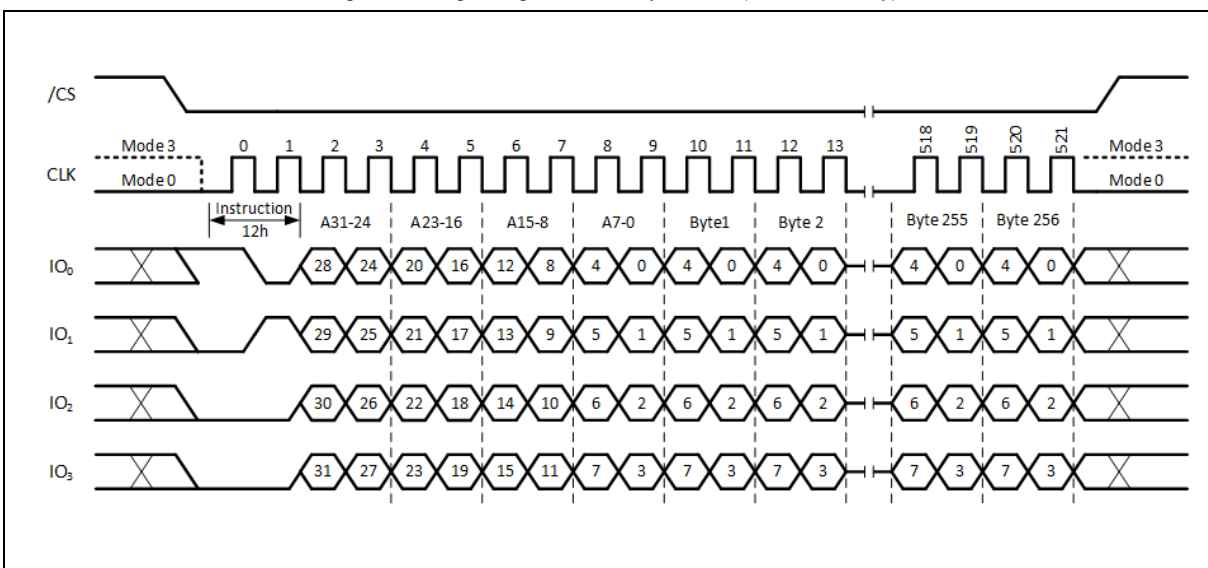 /CS
Mode 3 0 1 2 3 4 5 6 7 8 9 10 11 12 13 518 519 520 521 Mode 3
CLK
Mode 0 Mode 0
Instruction
12h
A31-24 A23-16 A15-8 A7-0 Byte1 Byte 2 Byte 255 Byte 256
IO₀ 28 24 20 16 12 8 4 0 4 0 4 0 4 0 4 0
IO₁ 29 25 21 17 13 9 5 1 5 1 5 1 5 1 5 1
IO₂ 30 26 22 18 14 10 6 2 6 2 6 2 6 2 6 2
IO₃ 31 27 23 19 15 11 7 3 7 3 7 3 7 3 7 3